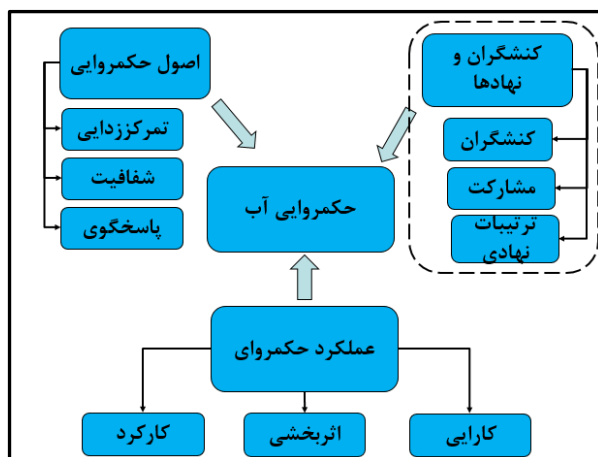 کنشگران و
نهادها
کنشگران
مشارکت
ترتیبات
نهادی
اصول حکمروایی
تمرکززدایی
شفافیت
پاسخگوی
حکمروایی آب
عملکرد حکمروای
کارایی
اثربخشی
کارکرد